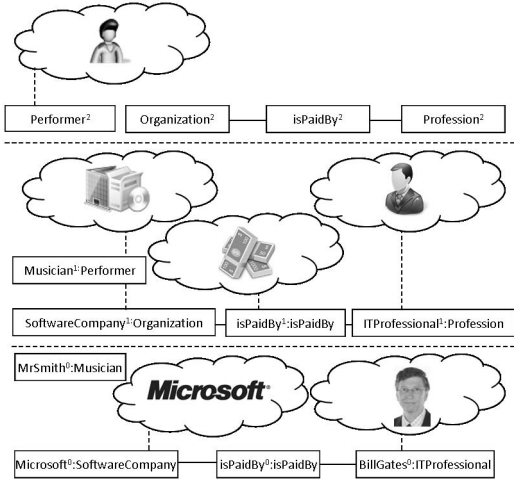 Performer²
Organization²
isPaidBy²
Profession²
Musician¹:Performer
SoftwareCompany¹:Organization
isPaidBy¹:isPaidBy
ITProfessional¹:Profession
MrSmith⁰:Musician
Microsoft®
Microsoft⁰:SoftwareCompany
isPaidBy⁰:isPaidBy
BillGates⁰:ITProfessional